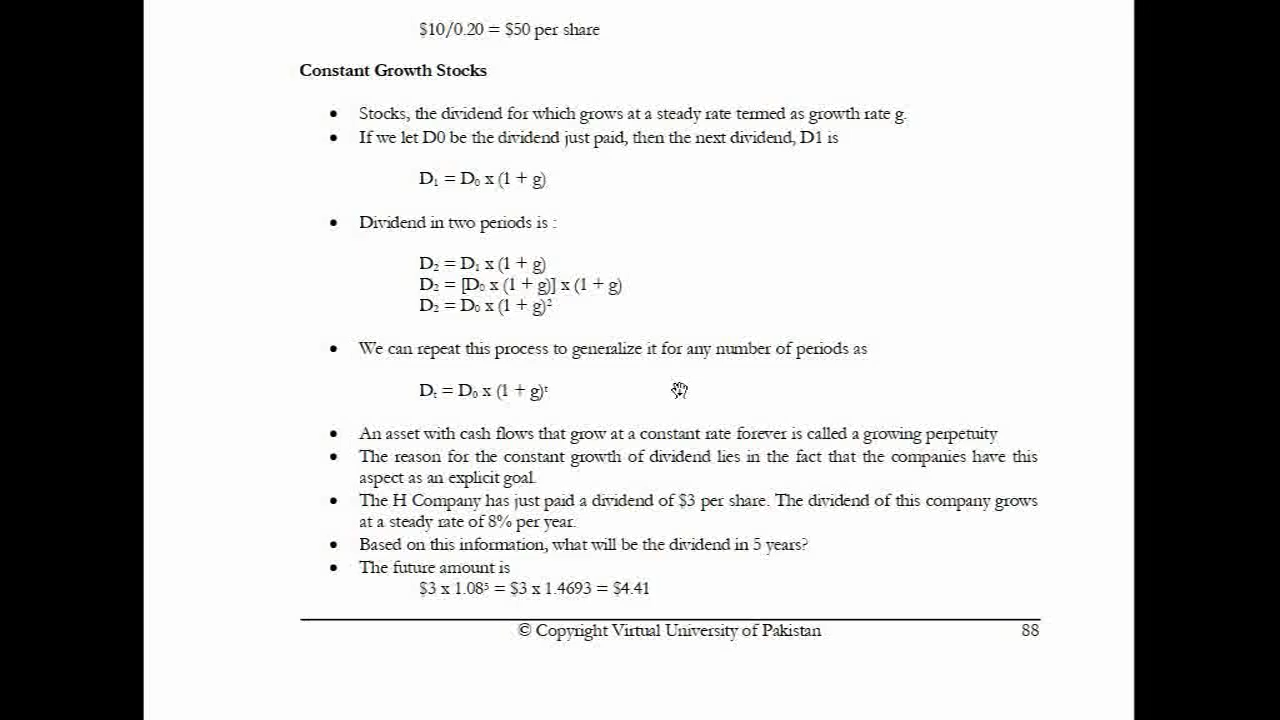 $10/0.20 = $50 per share
Constant Growth Stocks
• Stocks, the dividend for which grows at a steady rate termed as growth rate g.
• If we let D0 be the dividend just paid, then the next dividend, D1 is
D₁ = D₀ x (1 + g)
• Dividend in two periods is :
D₂ = D₁ x (1 + g)
D₂ = [D₀ x (1 + g)] x (1 + g)
D₂ = D₀ x (1 + g)²
• We can repeat this process to generalize it for any number of periods as
Dₜ = D₀ x (1 + g)ᵗ
• An asset with cash flows that grow at a constant rate forever is called a growing perpetuity
• The reason for the constant growth of dividend lies in the fact that the companies have this
aspect as an explicit goal.
• The H Company has just paid a dividend of $3 per share. The dividend of this company grows
at a steady rate of 8% per year.
• Based on this information, what will be the dividend in 5 years?
• The future amount is
$3 x 1.08⁵ = $3 x 1.4693 = $4.41
© Copyright Virtual University of Pakistan 88